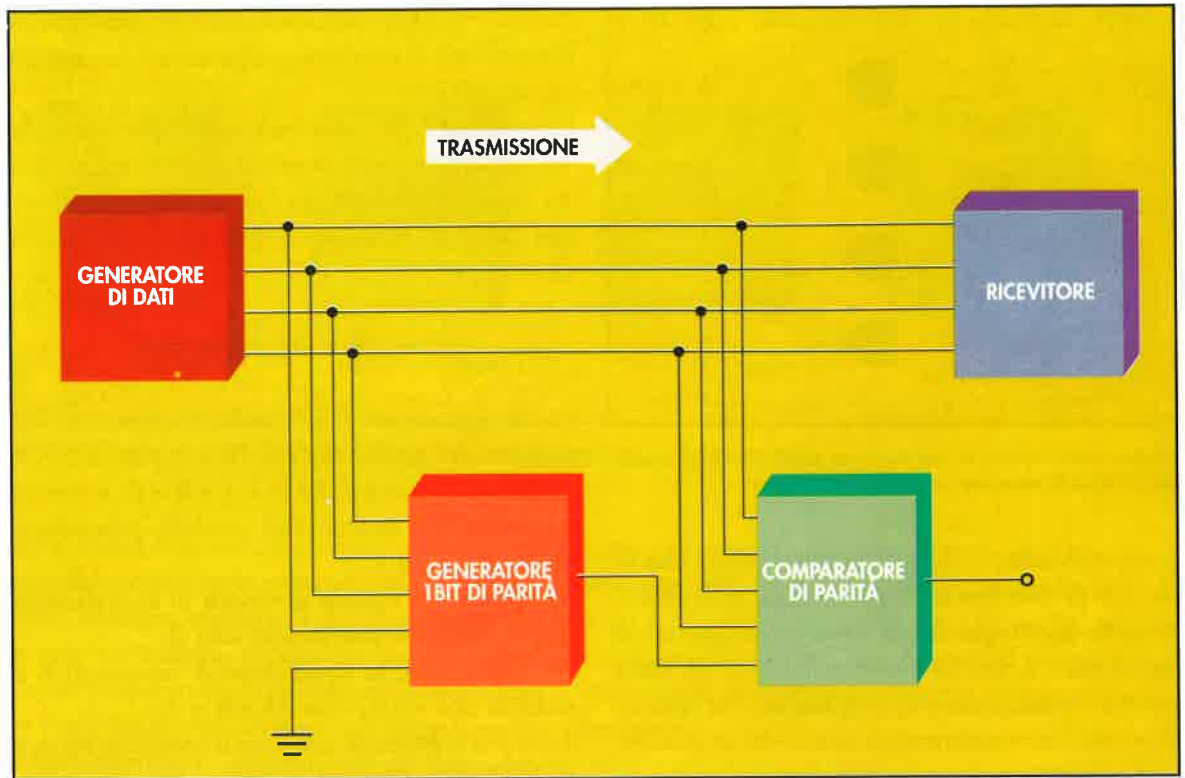 TRASMISSIONE
GENERATORE
DI DATI
RICEVITORE
GENERATORE
1BIT DI PARITÀ
COMPARATORE
DI PARITÀ